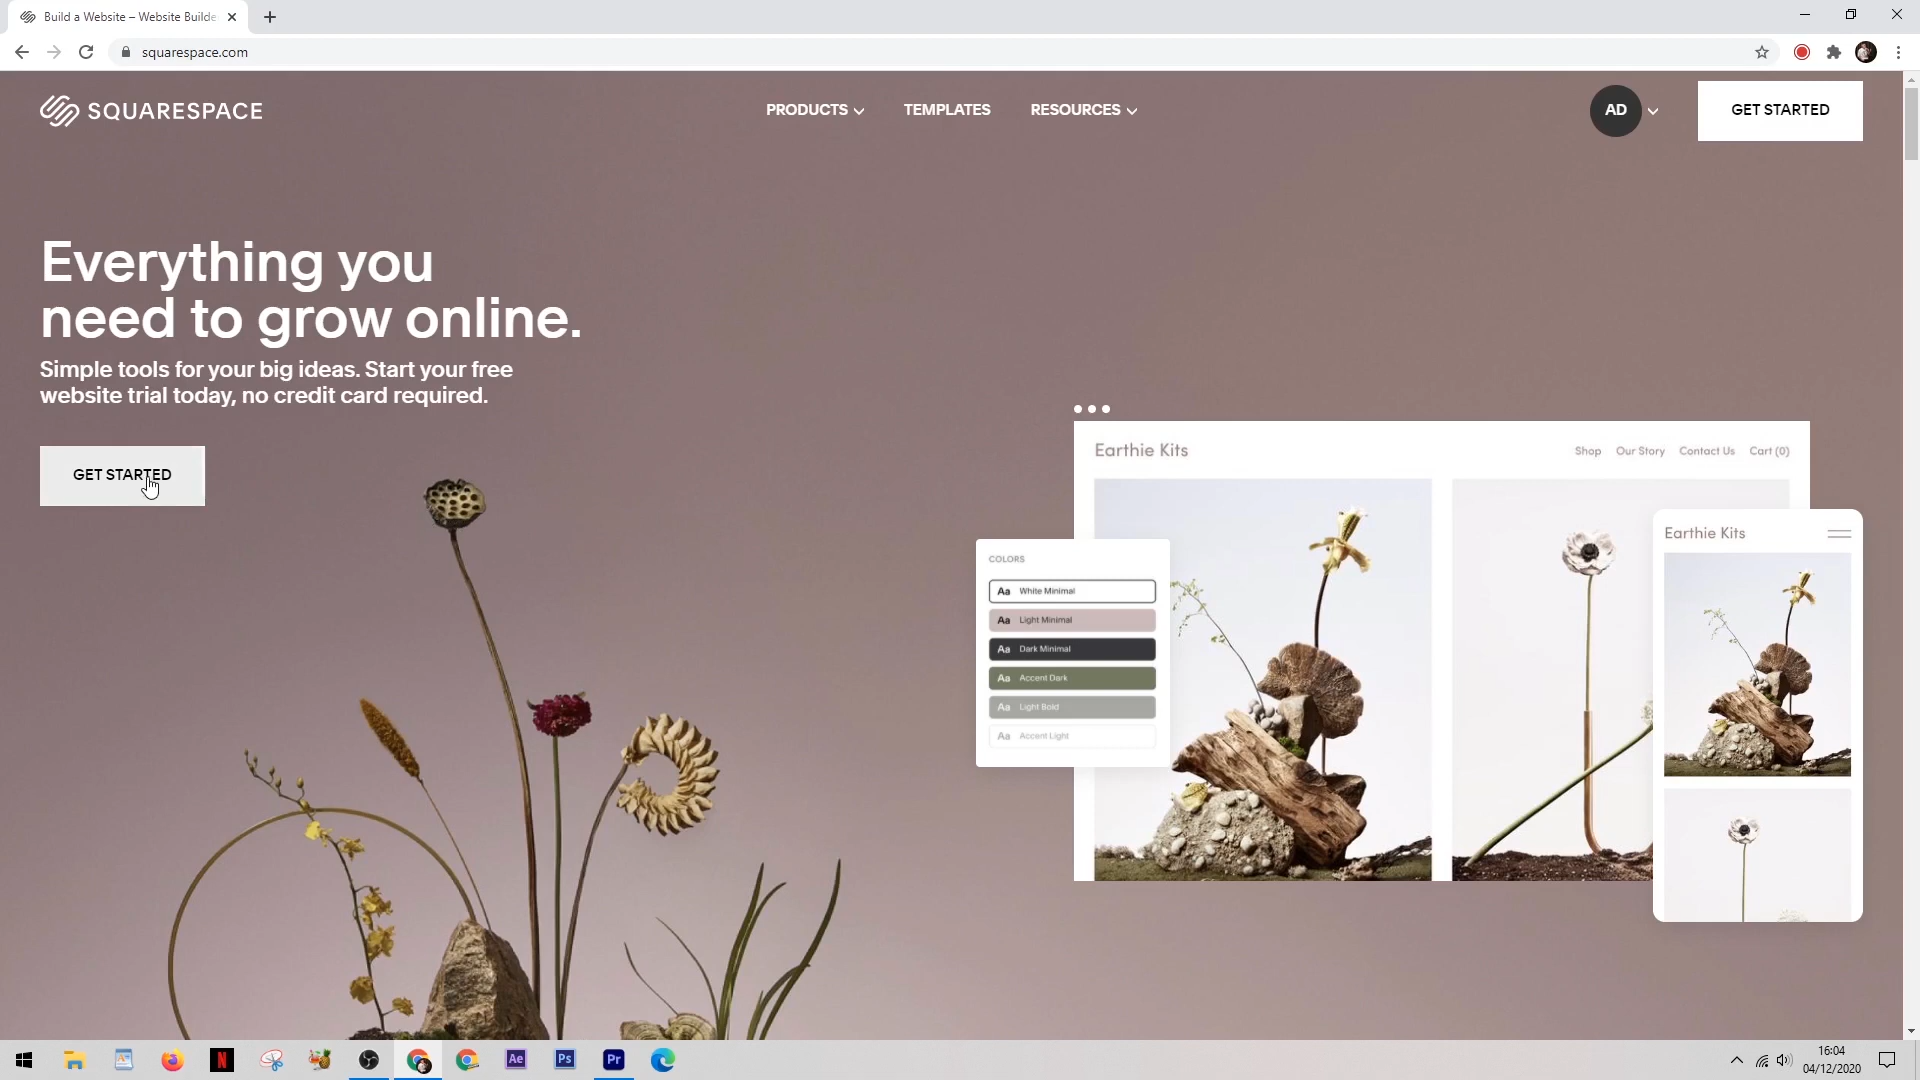 Build a Website – Website Builde
squarespace.com
SQUARESPACE
PRODUCTS
TEMPLATES
RESOURCES
AD
GET STARTED
Everything you
need to grow online.
Simple tools for your big ideas. Start your free
website trial today, no credit card required.
GET STARTED
Earthie Kits
Shop
Our Story
Contact Us
Cart (0)
COLORS
Aa White Minimal
Aa Light Minimal
Aa Dark Minimal
Aa Accent Dark
Aa Light Bold
Aa Accent Light
Earthie Kits
N
Ae
Ps
Pr
16:04
04/12/2020